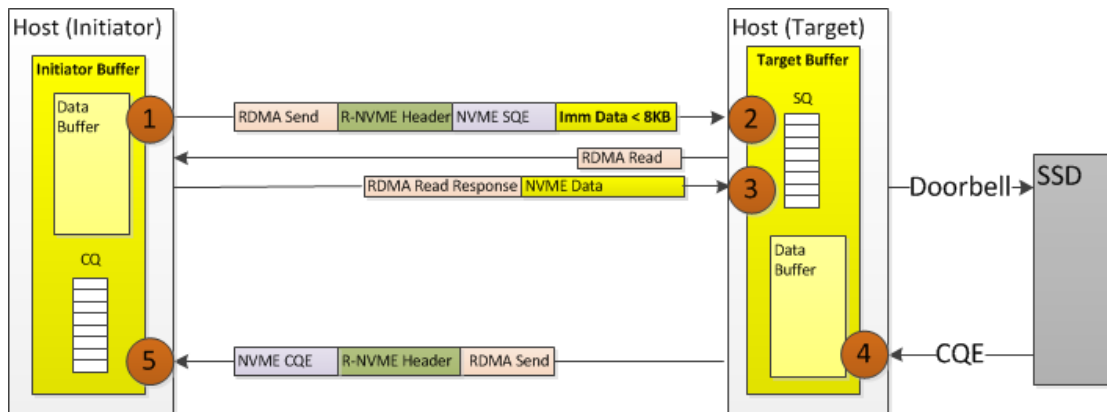 Host (Initiator)
Initiator Buffer
Data
Buffer
CQ
1
RDMA Send
R-NVME Header
NVME SQE
Imm Data < 8KB
2
RDMA Read
RDMA Read Response
NVME Data
3
Host (Target)
Target Buffer
SQ
Data
Buffer
Doorbell
SSD
4
CQE
5
NVME CQE
R-NVME Header
RDMA Send